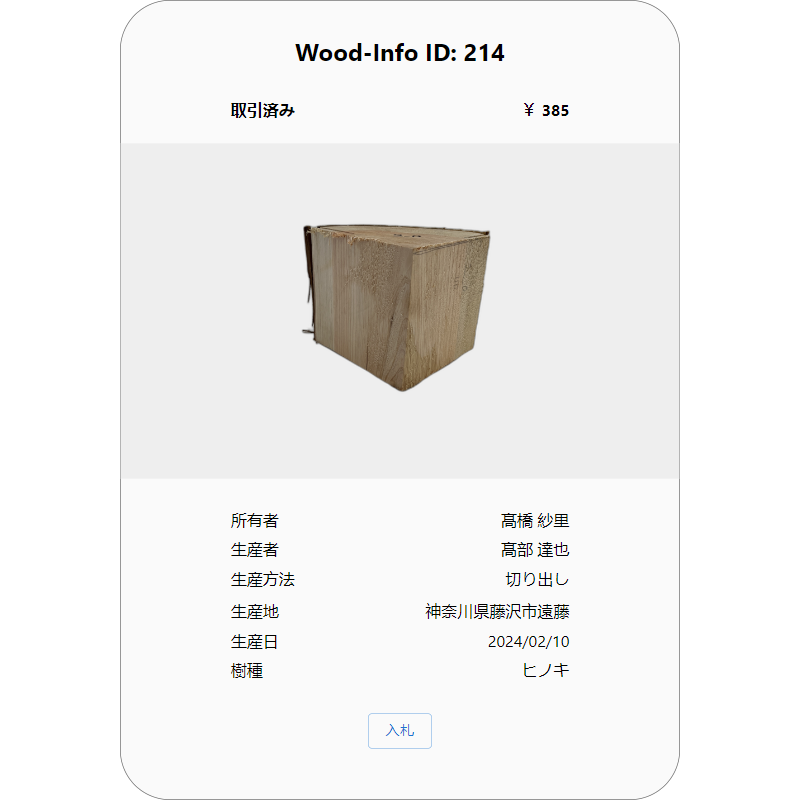 Wood-Info ID: 214
取引済み ¥ 385
所有者 髙橋 紗里
生産者 髙部 達也
生産方法 切り出し
生産地 神奈川県藤沢市遠藤
生産日 2024/02/10
樹種 ヒノキ
入札